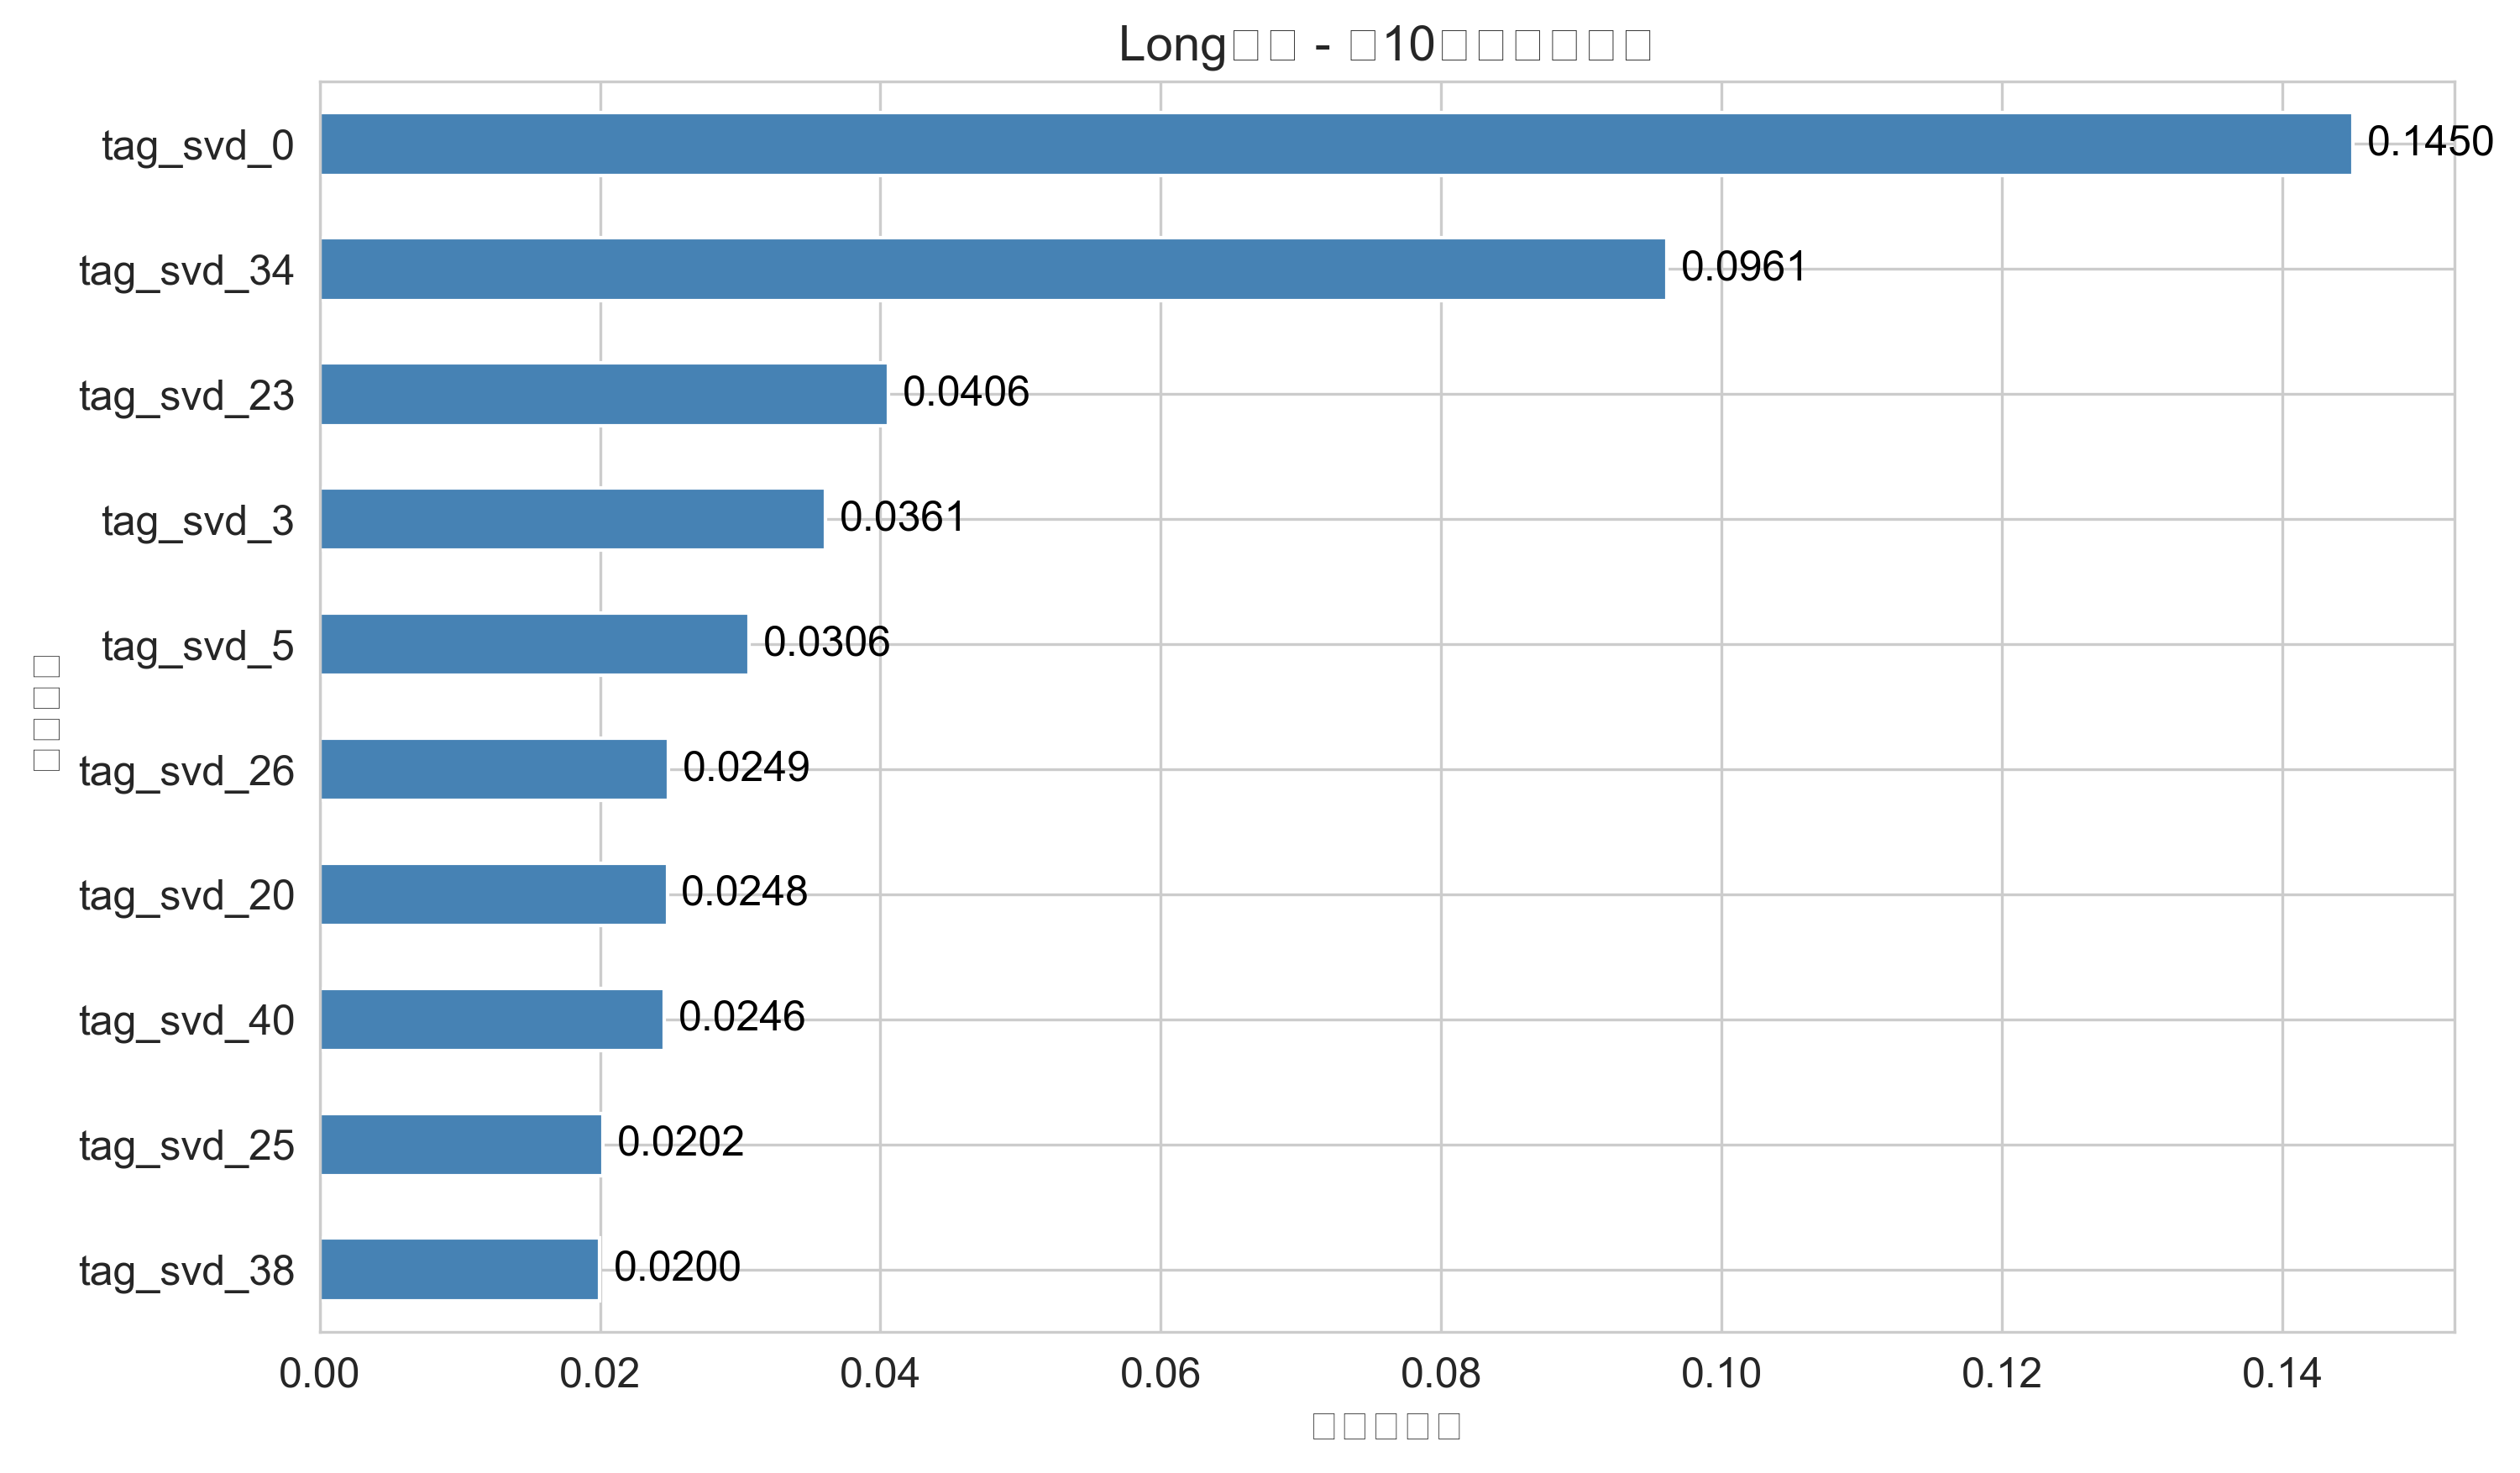 Long□□ - □10□□□□□□
tag_svd_0 0.1450
tag_svd_34 0.0961
tag_svd_23 0.0406
tag_svd_3 0.0361
tag_svd_5 0.0306
tag_svd_26 0.0249
tag_svd_20 0.0248
tag_svd_40 0.0246
tag_svd_25 0.0202
tag_svd_38 0.0200
□□□□
0.00 0.02 0.04 0.06 0.08 0.10 0.12 0.14
□□□□□